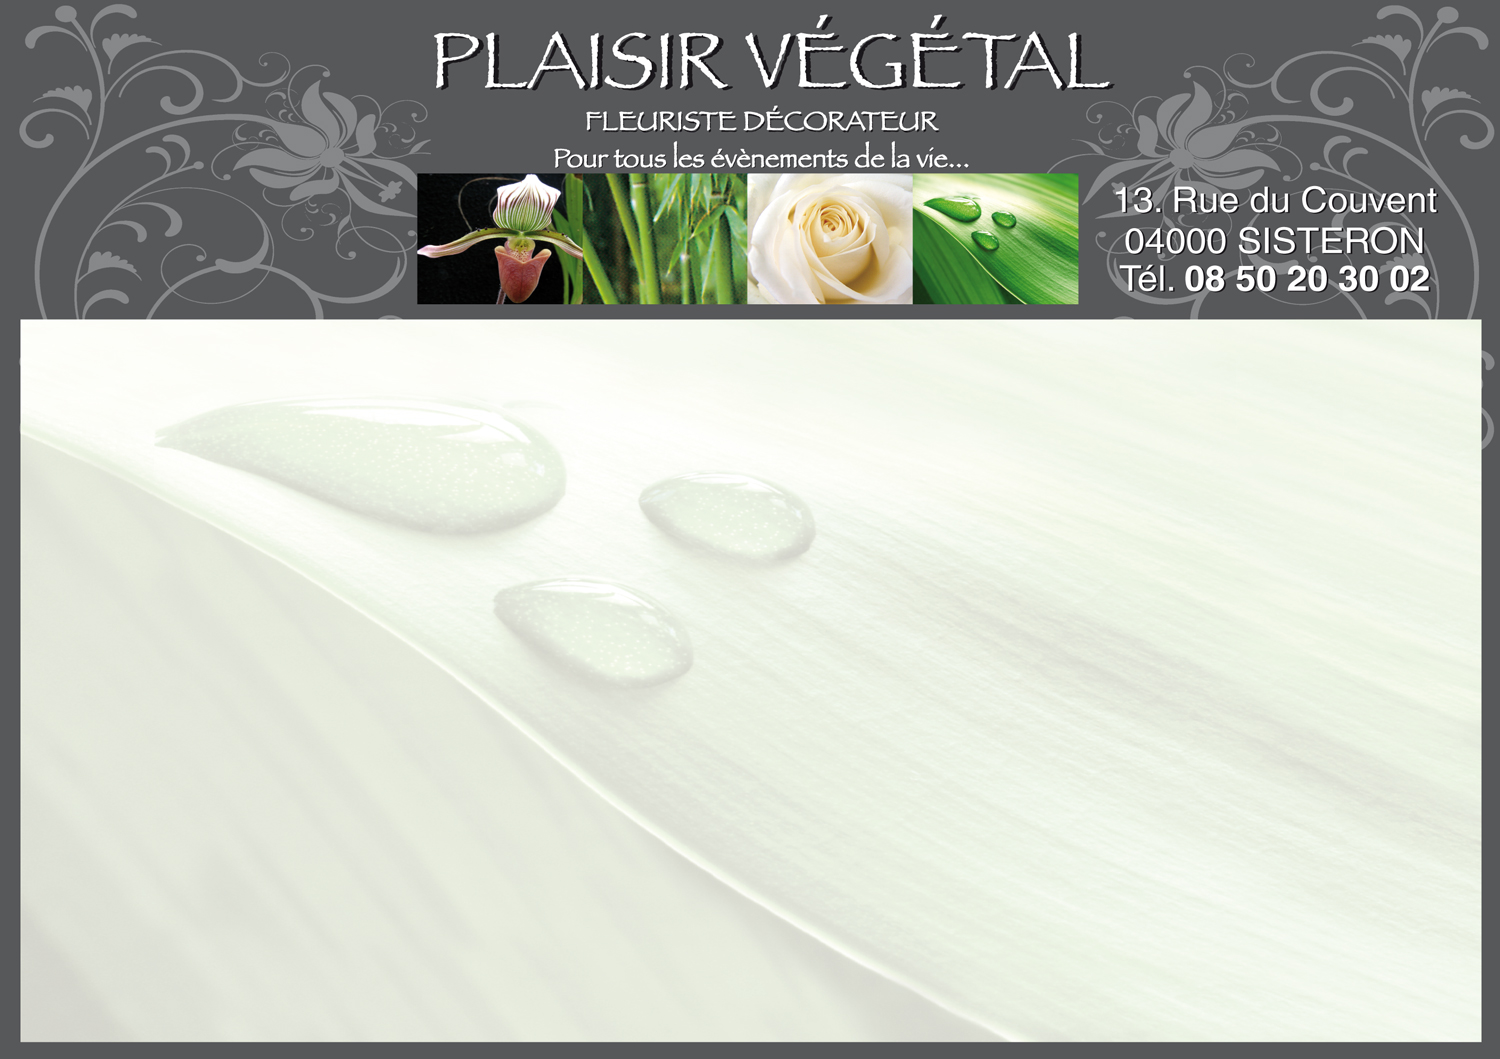 PLAISIR VÉGÉTAL
FLEURISTE DÉCORATEUR
Pour tous les évènements de la vie...
13. Rue du Couvent
04000 SISTERON
Tél. 08 50 20 30 02